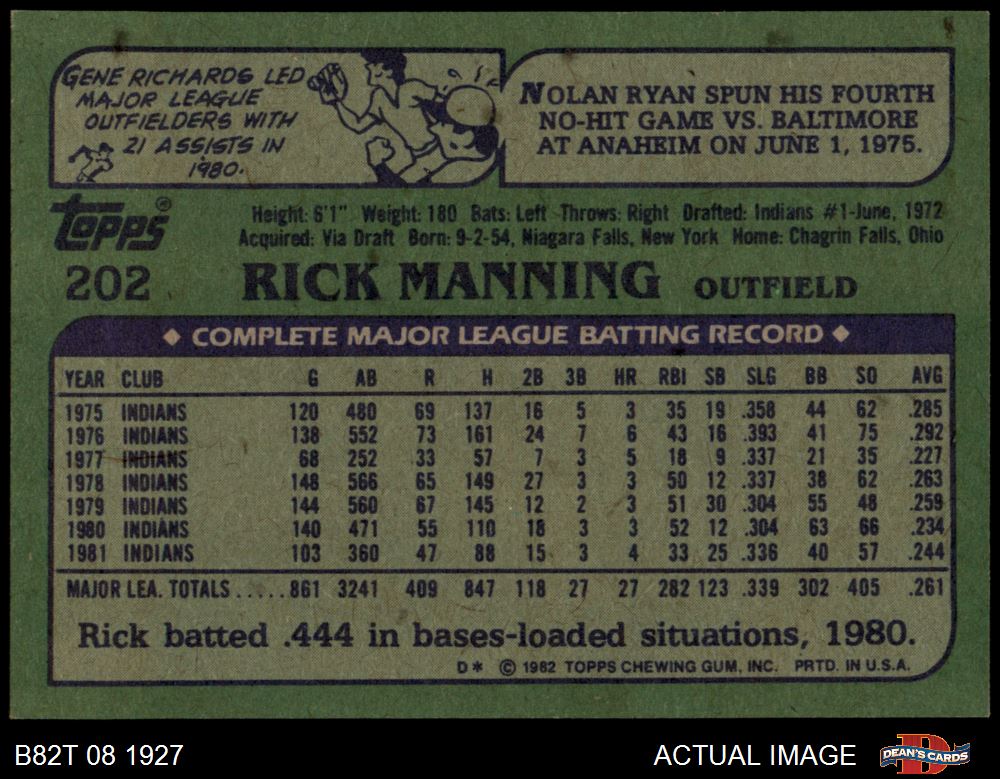 GENE RICHARDS LED
MAJOR LEAGUE
OUTFIELDERS WITH
21 ASSISTS IN
1980.
NOLAN RYAN SPUN HIS FOURTH
NO-HIT GAME VS. BALTIMORE
AT ANAHEIM ON JUNE 1, 1975.
TOPPS®
Height: 6'1" Weight: 180 Bats: Left Throws: Right Drafted: Indians #1-June, 1972
Acquired: Via Draft Born: 9-2-54, Niagara Falls, New York Home: Chagrin Falls, Ohio
202 RICK MANNING OUTFIELD
◆ COMPLETE MAJOR LEAGUE BATTING RECORD ◆
YEAR CLUB G AB R H 2B 3B HR RBI SB SLG BB SO AVG
1975 INDIANS 120 480 69 137 16 5 3 35 19 .358 44 62 .285
1976 INDIANS 138 552 73 161 24 7 6 43 16 .393 41 75 .292
1977 INDIANS 68 252 33 57 7 3 5 18 9 .337 21 35 .227
1978 INDIANS 148 566 65 149 27 3 3 50 12 .337 38 62 .263
1979 INDIANS 144 560 67 145 12 2 3 51 30 .304 55 48 .259
1980 INDIANS 140 471 55 110 18 3 3 52 12 .304 63 66 .234
1981 INDIANS 103 360 47 88 15 3 4 33 25 .336 40 57 .244
MAJOR LEA. TOTALS .....861 3241 409 847 118 27 27 282 123 .339 302 405 .261
Rick batted .444 in bases-loaded situations, 1980.
D* © 1982 TOPPS CHEWING GUM, INC. PRTD. IN U.S.A.
B82T 08 1927 ACTUAL IMAGE DEAN'S CARDS